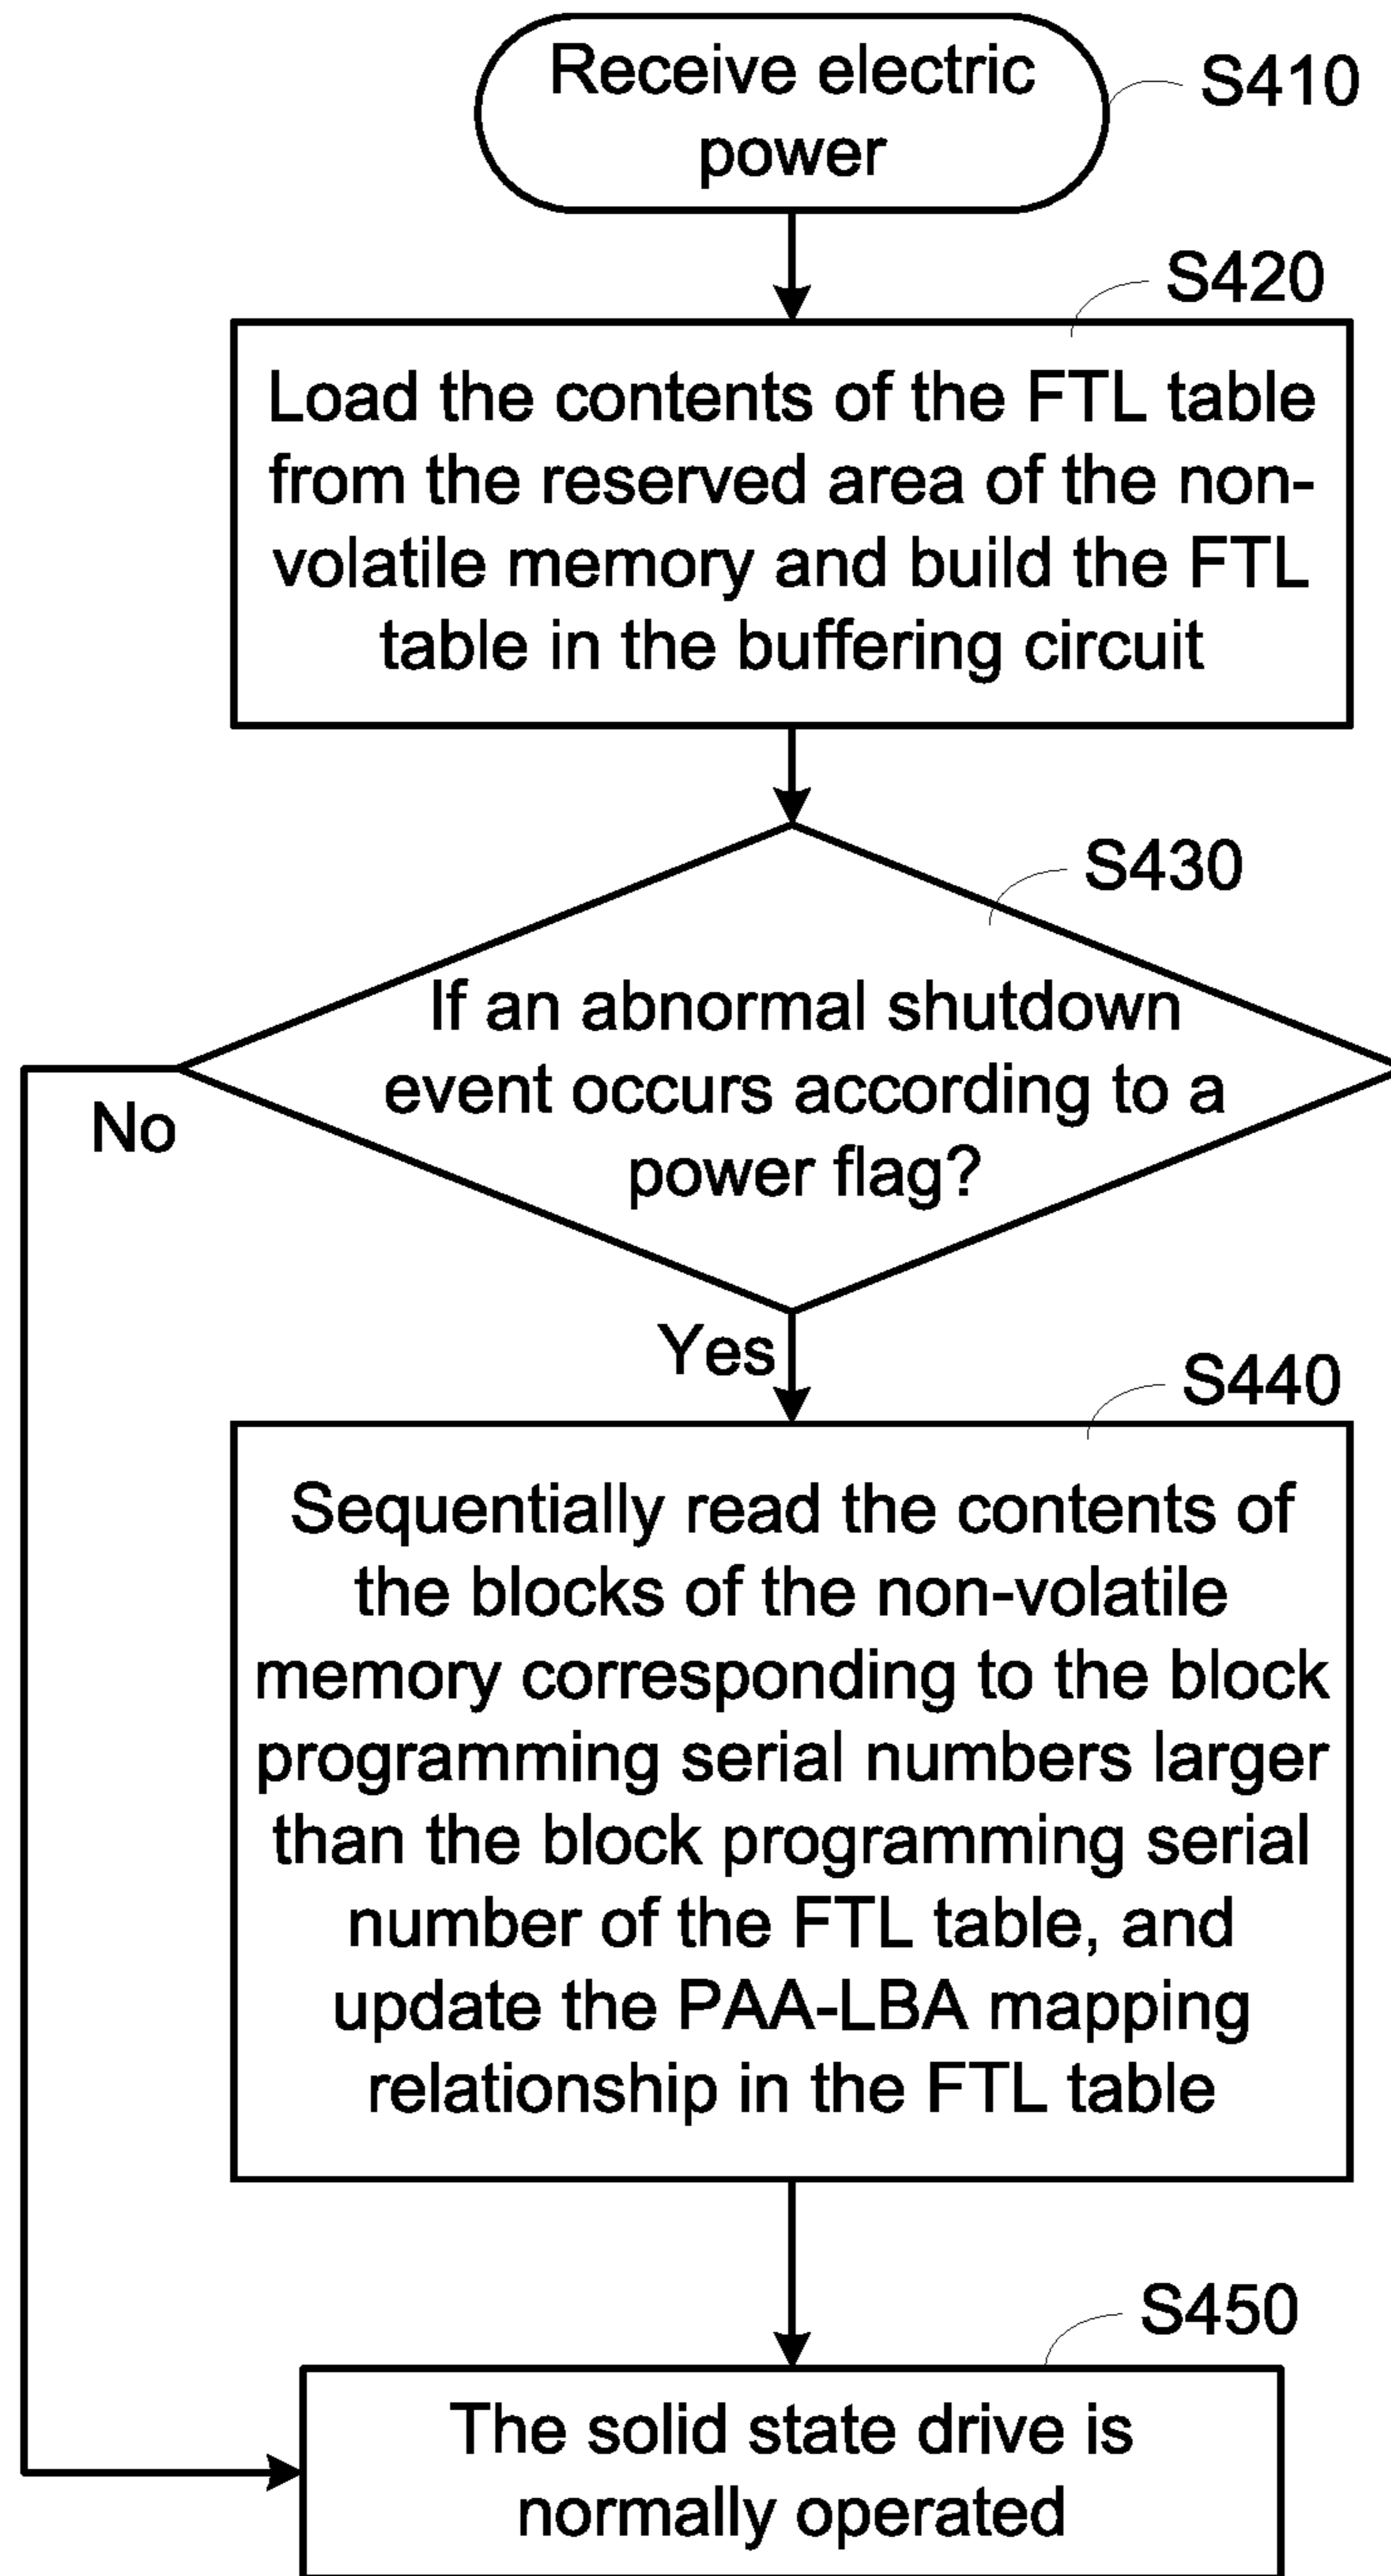 Receive electric
power
S410
S420
Load the contents of the FTL table
from the reserved area of the non-
volatile memory and build the FTL
table in the buffering circuit
S430
If an abnormal shutdown
event occurs according to a
power flag?
No
Yes
S440
Sequentially read the contents of
the blocks of the non-volatile
memory corresponding to the block
programming serial numbers larger
than the block programming serial
number of the FTL table, and
update the PAA-LBA mapping
relationship in the FTL table
S450
The solid state drive is
normally operated